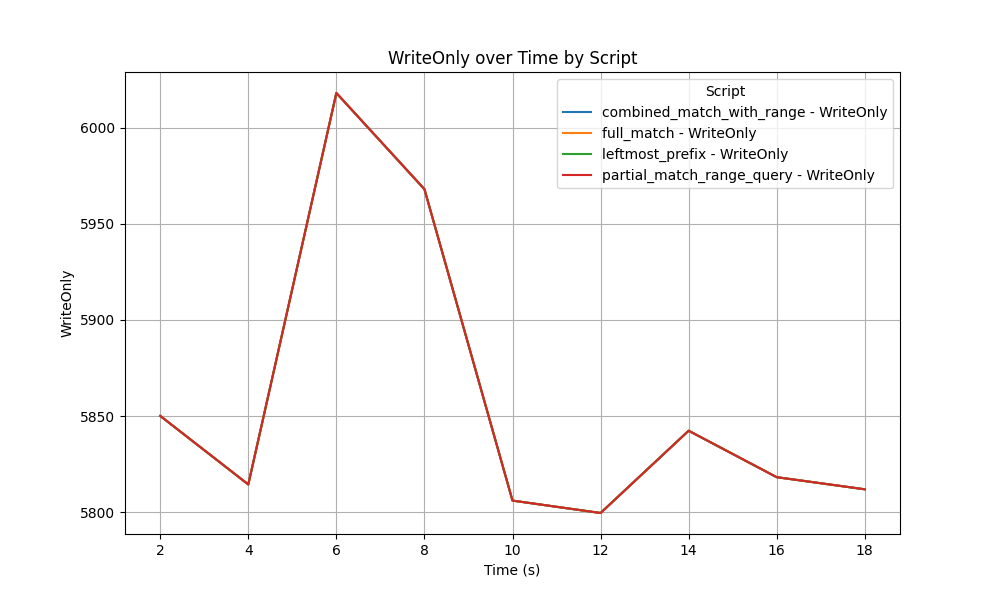 WriteOnly over Time by Script
Script
combined_match_with_range - WriteOnly
full_match - WriteOnly
leftmost_prefix - WriteOnly
partial_match_range_query - WriteOnly
WriteOnly
6000
5950
5900
5850
5800
2 4 6 8 10 12 14 16 18
Time (s)